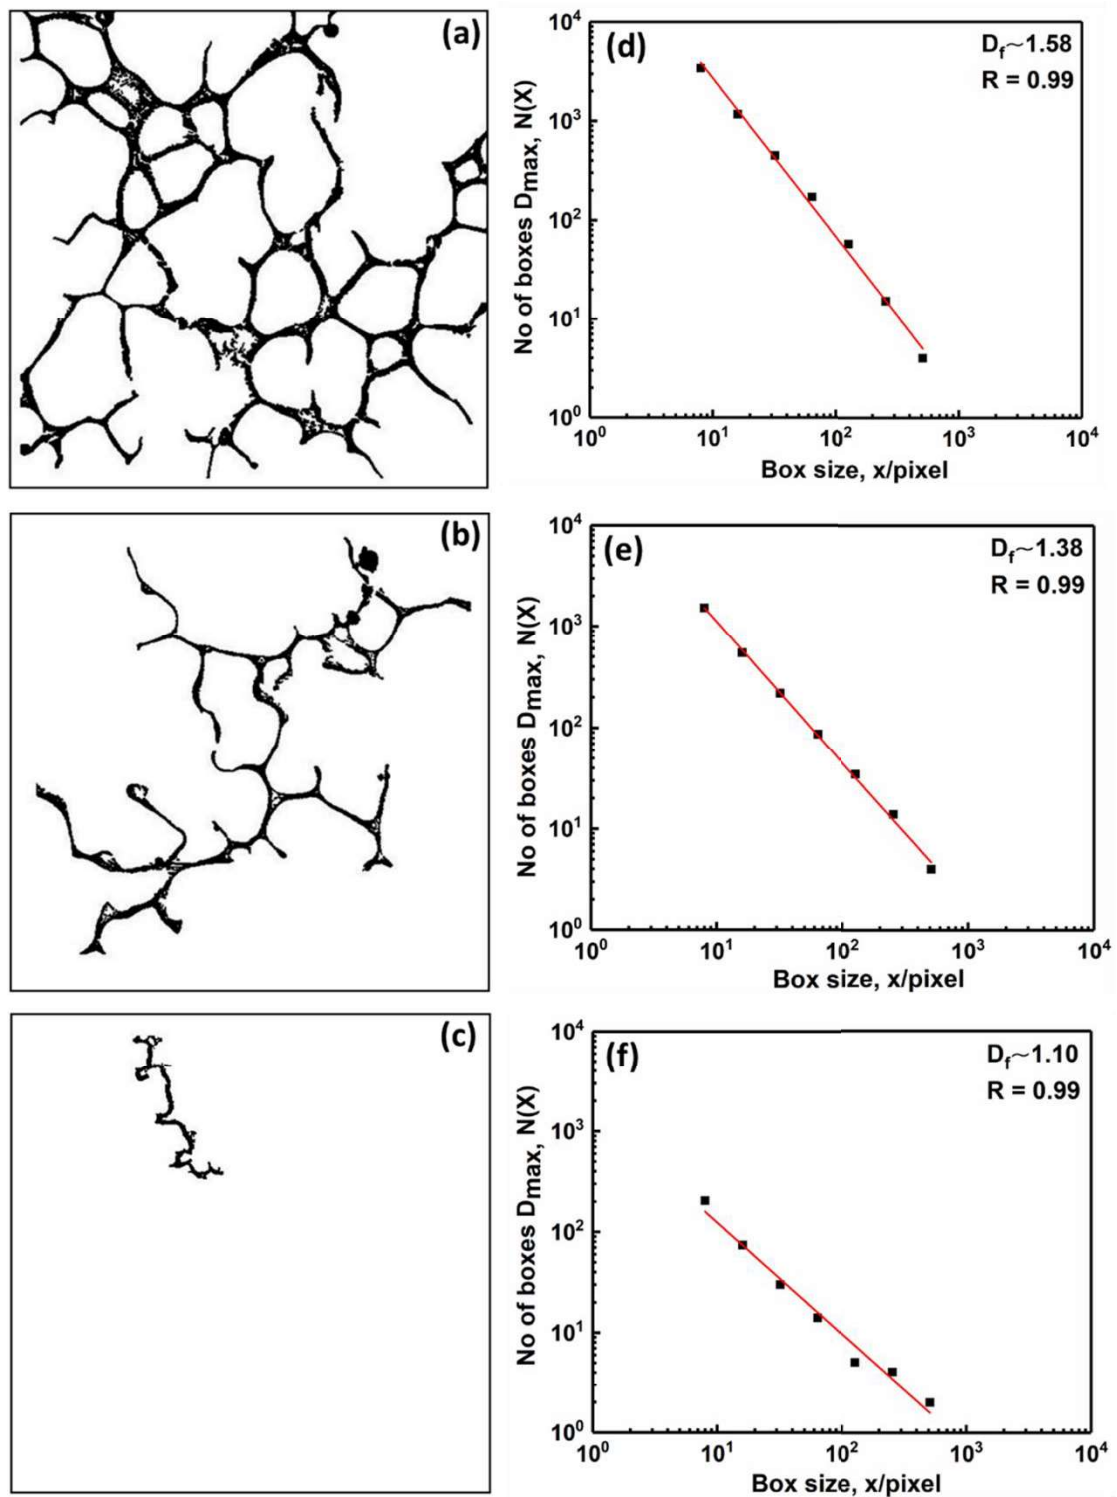 (a)
(d)
D_f~1.58
R = 0.99
10^4
10^3
10^2
10^1
10^0
No of boxes D_max, N(X)
10^0 10^1 10^2 10^3 10^4
Box size, x/pixel
(b)
(e)
D_f~1.38
R = 0.99
10^4
10^3
10^2
10^1
10^0
No of boxes D_max, N(X)
10^0 10^1 10^2 10^3 10^4
Box size, x/pixel
(c)
(f)
D_f~1.10
R = 0.99
10^4
10^3
10^2
10^1
10^0
No of boxes D_max, N(X)
10^0 10^1 10^2 10^3 10^4
Box size, x/pixel